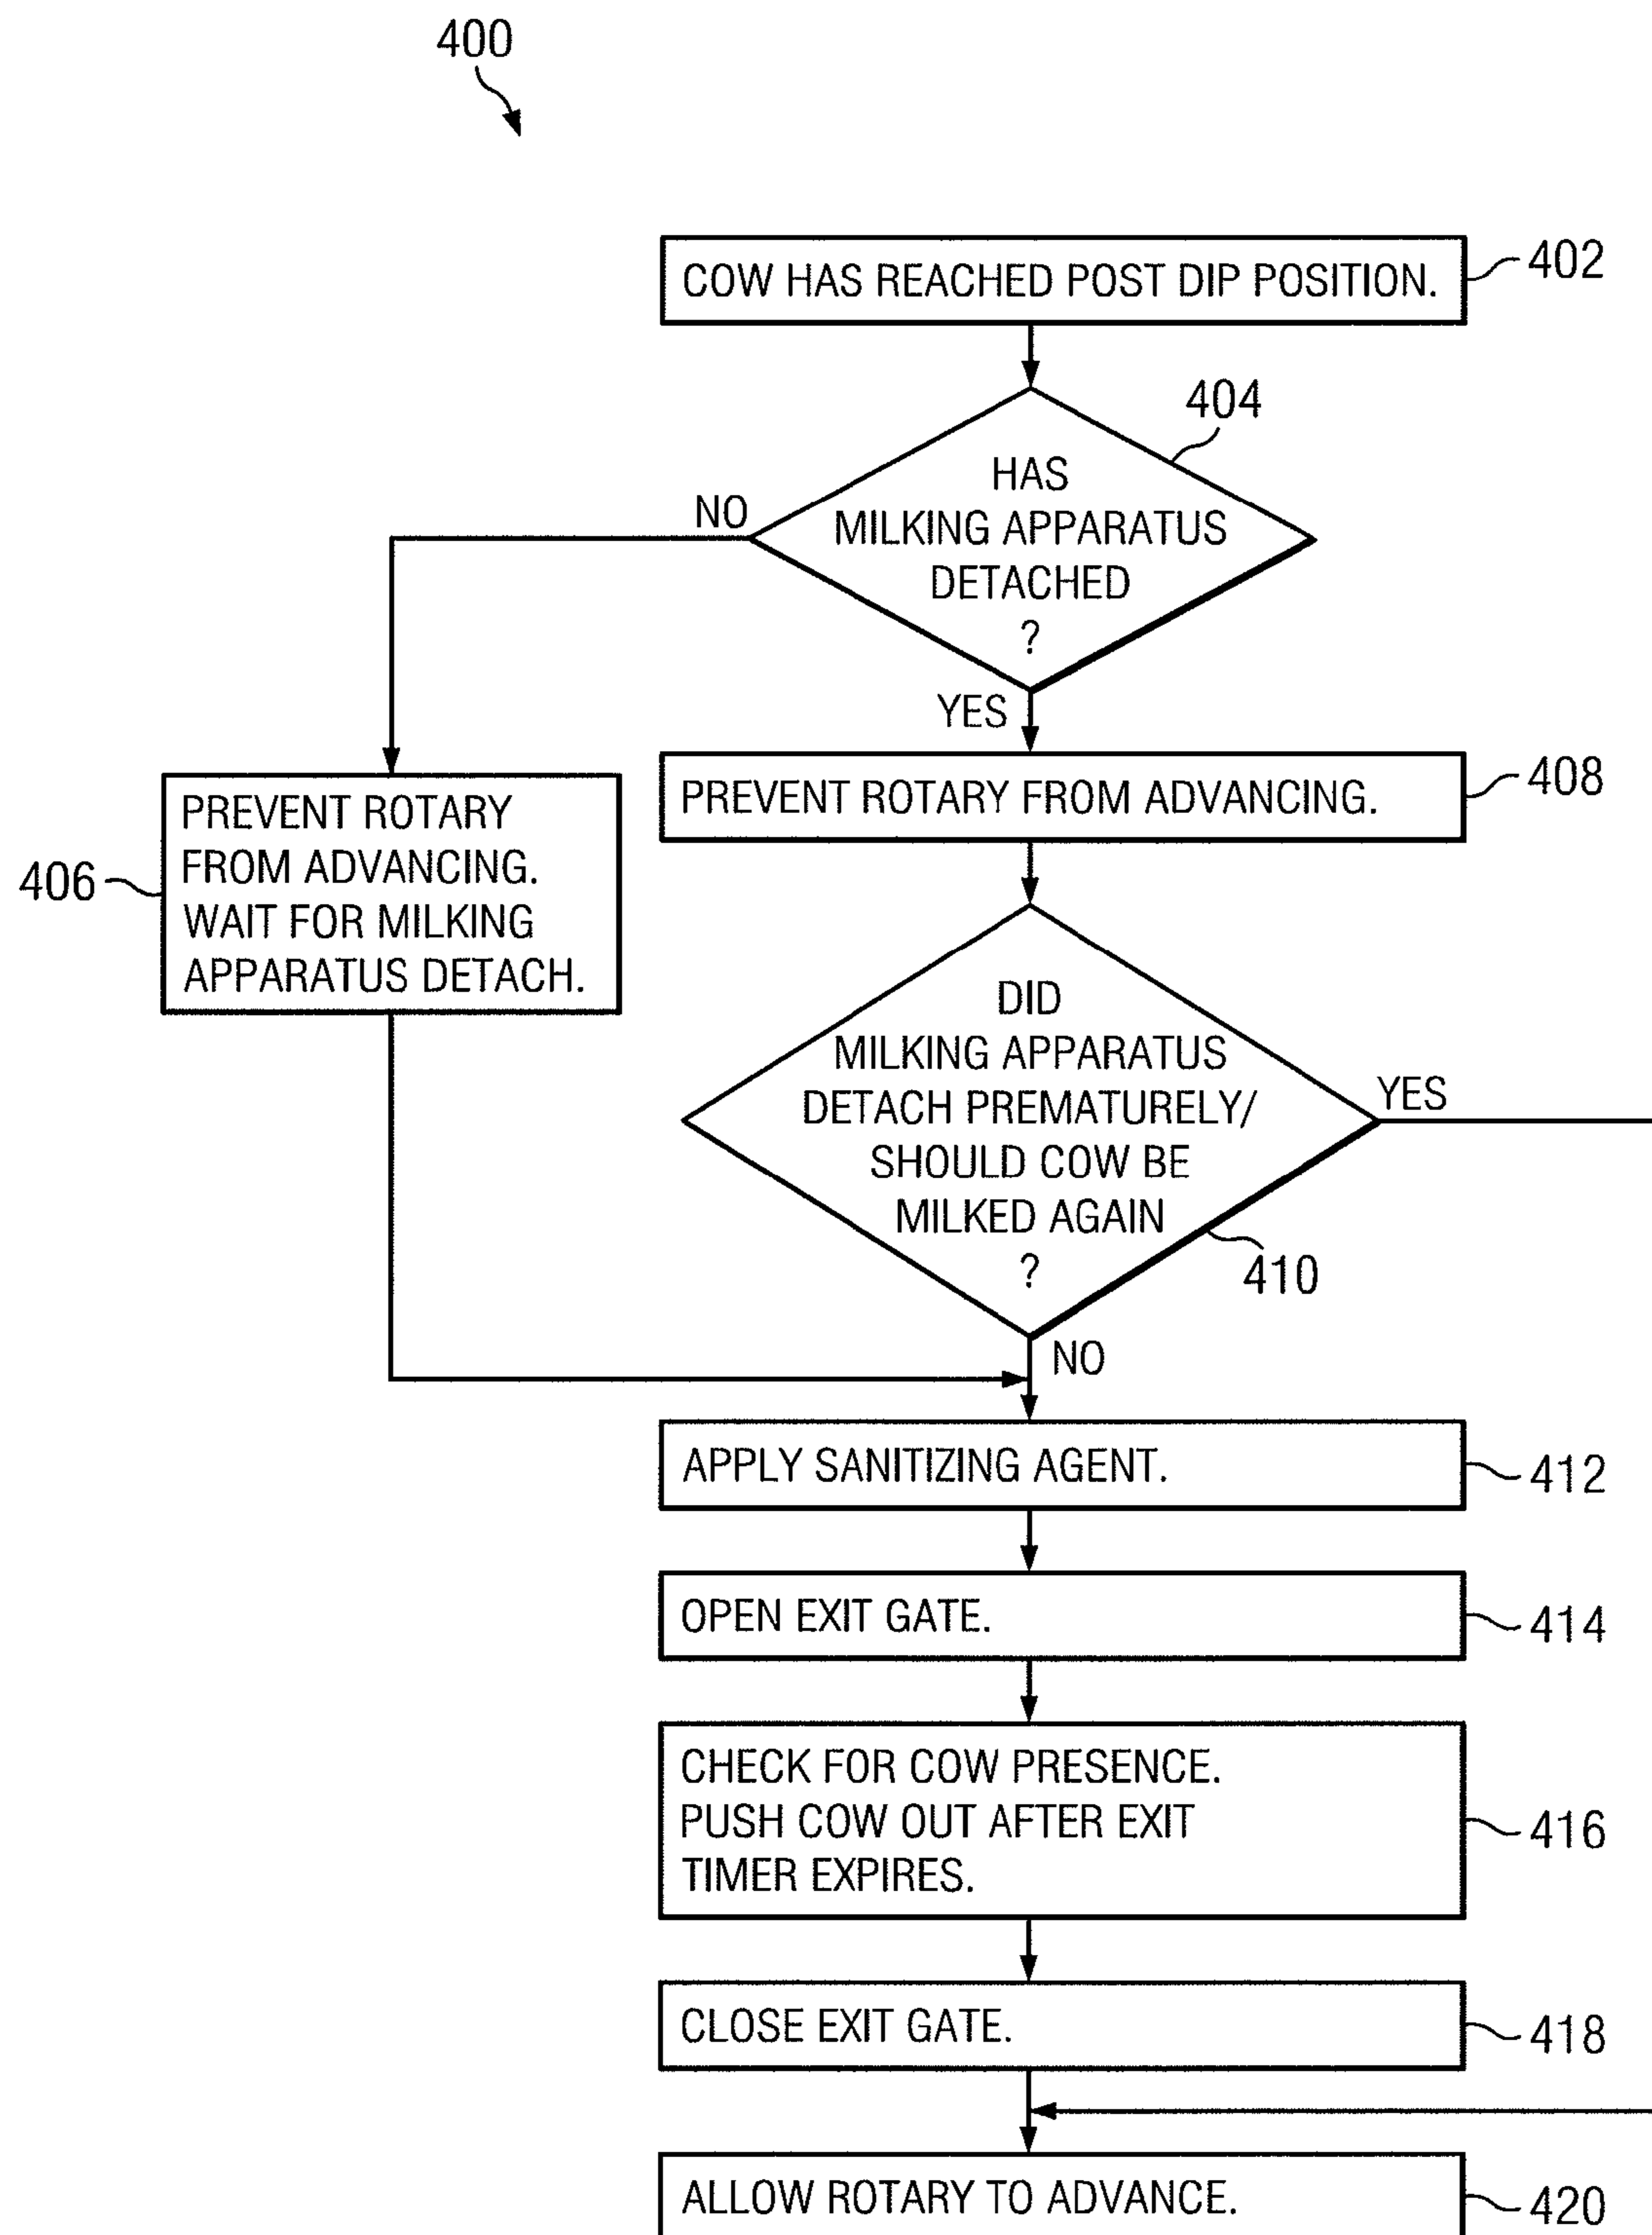 400
COW HAS REACHED POST DIP POSITION.
402
404
HAS
MILKING APPARATUS
DETACHED
?
NO
YES
PREVENT ROTARY
FROM ADVANCING.
WAIT FOR MILKING
APPARATUS DETACH.
406
PREVENT ROTARY FROM ADVANCING.
408
DID
MILKING APPARATUS
DETACH PREMATURELY/
SHOULD COW BE
MILKED AGAIN
?
YES
410
NO
APPLY SANITIZING AGENT.
412
OPEN EXIT GATE.
414
CHECK FOR COW PRESENCE.
PUSH COW OUT AFTER EXIT
TIMER EXPIRES.
416
CLOSE EXIT GATE.
418
ALLOW ROTARY TO ADVANCE.
420